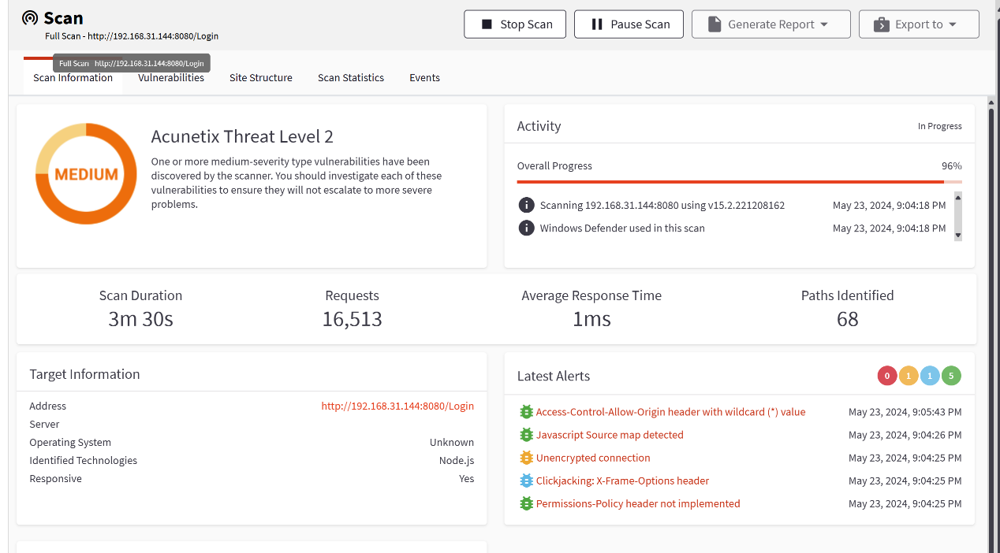 Scan
Full Scan - http://192.168.31.144:8080/Login
Stop Scan
Pause Scan
Generate Report
Export to
Full Scan http://192.168.31.144:8080/Login
Scan Information
Vulnerabilities
Site Structure
Scan Statistics
Events
MEDIUM
Acunetix Threat Level 2
One or more medium-severity type vulnerabilities have been
discovered by the scanner. You should investigate each of these
vulnerabilities to ensure they will not escalate to more severe
problems.
Activity
In Progress
Overall Progress
96%
Scanning 192.168.31.144:8080 using v15.2.221208162
May 23, 2024, 9:04:18 PM
Windows Defender used in this scan
May 23, 2024, 9:04:18 PM
Scan Duration
3m 30s
Requests
16,513
Average Response Time
1ms
Paths Identified
68
Target Information
Address
http://192.168.31.144:8080/Login
Server
Operating System
Unknown
Identified Technologies
Node.js
Responsive
Yes
Latest Alerts
0 1 1 5
Access-Control-Allow-Origin header with wildcard (*) value
May 23, 2024, 9:05:43 PM
Javascript Source map detected
May 23, 2024, 9:04:26 PM
Unencrypted connection
May 23, 2024, 9:04:25 PM
Clickjacking: X-Frame-Options header
May 23, 2024, 9:04:25 PM
Permissions-Policy header not implemented
May 23, 2024, 9:04:25 PM